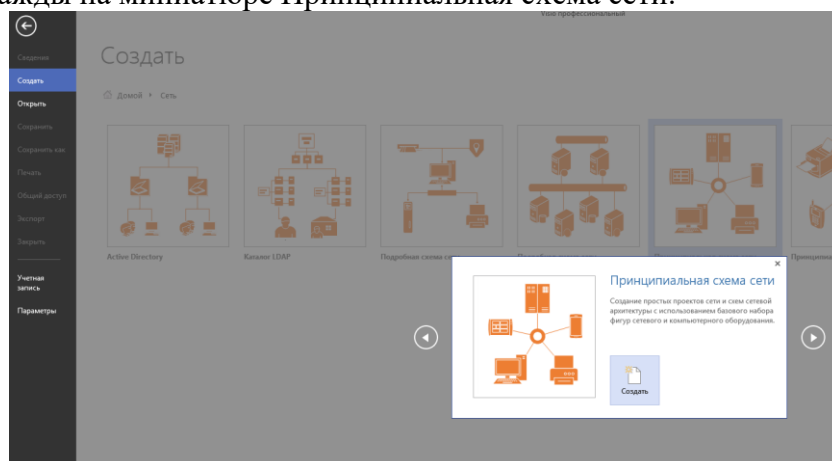 ажды на миниатюре Принципиальная схема сети.
Visio профессиональный
Сведения
Создать
Открыть
Сохранить
Сохранить как
Печать
Общий доступ
Экспорт
Закрыть
Учетная
запись
Параметры
Создать
Домой
Сеть
Active Directory
Каталог LDAP
Подробная схема се
Принципиа
Принципиальная схема сети
Создание простых проектов сети и схем сетевой
архитектуры с использованием базового набора
фигур сетевого и компьютерного оборудования.
Создать